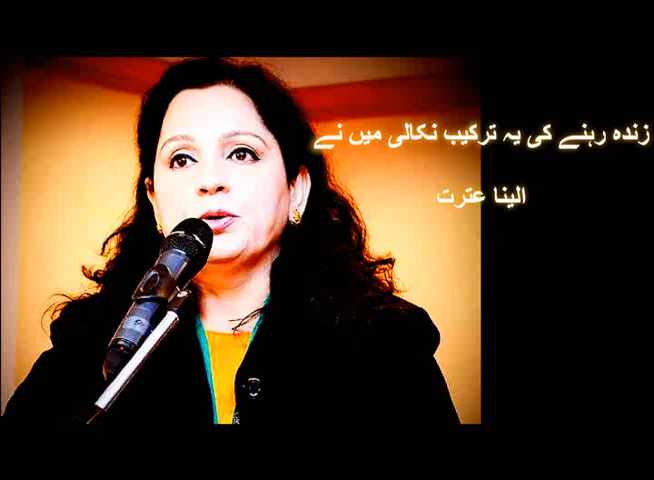 زندہ رہنے کی یہ ترکیب نکالی میں نے
الینا عترت